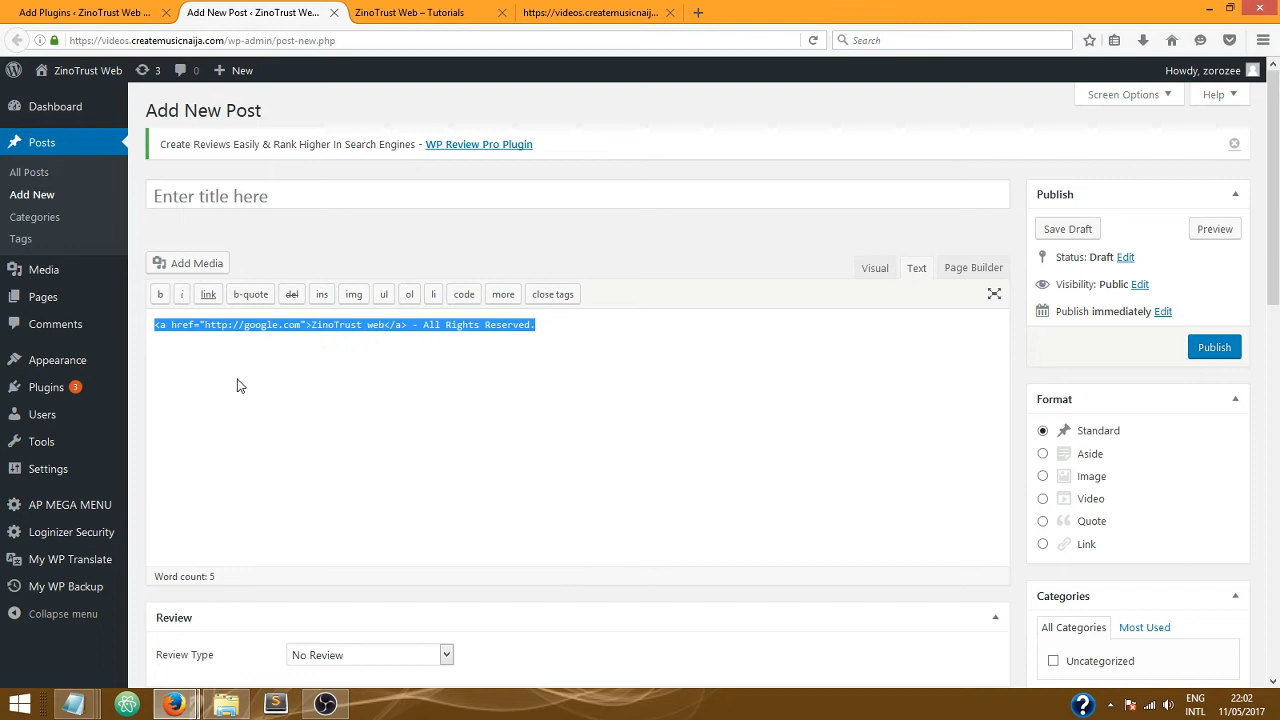 Add Plugins ‹ ZinoTrust Web ...
New Post ‹ ZinoTrust We...
ZinoTrust Web – Tutorials
https://videos.createmusicnaija...
https://videos.createmusicnaija.com/wp-admin/post-new.php
Search
ZinoTrust Web
3
0
New
Howdy, zorozee
Dashboard
Posts
All Posts
Add New
Categories
Tags
Media
Pages
Comments
Appearance
Plugins 3
Users
Tools
Settings
AP MEGA MENU
Loginizer Security
My WP Translate
My WP Backup
Collapse menu
Screen Options
Help
Add New Post
Create Reviews Easily & Rank Higher In Search Engines - WP Review Pro Plugin
Enter title here
Add Media
Visual
Text
Page Builder
b
i
link
b-quote
del
ins
img
ul
ol
li
code
more
close tags
<a href="http://google.com">ZinoTrust web</a> - All Rights Reserved.
Word count: 5
Review
Review Type
No Review
Publish
Save Draft
Preview
Status: Draft Edit
Visibility: Public Edit
Publish immediately Edit
Publish
Format
Standard
Aside
Image
Video
Quote
Link
Categories
All Categories
Most Used
Uncategorized
ENG
INTL
22:02
11/05/2017